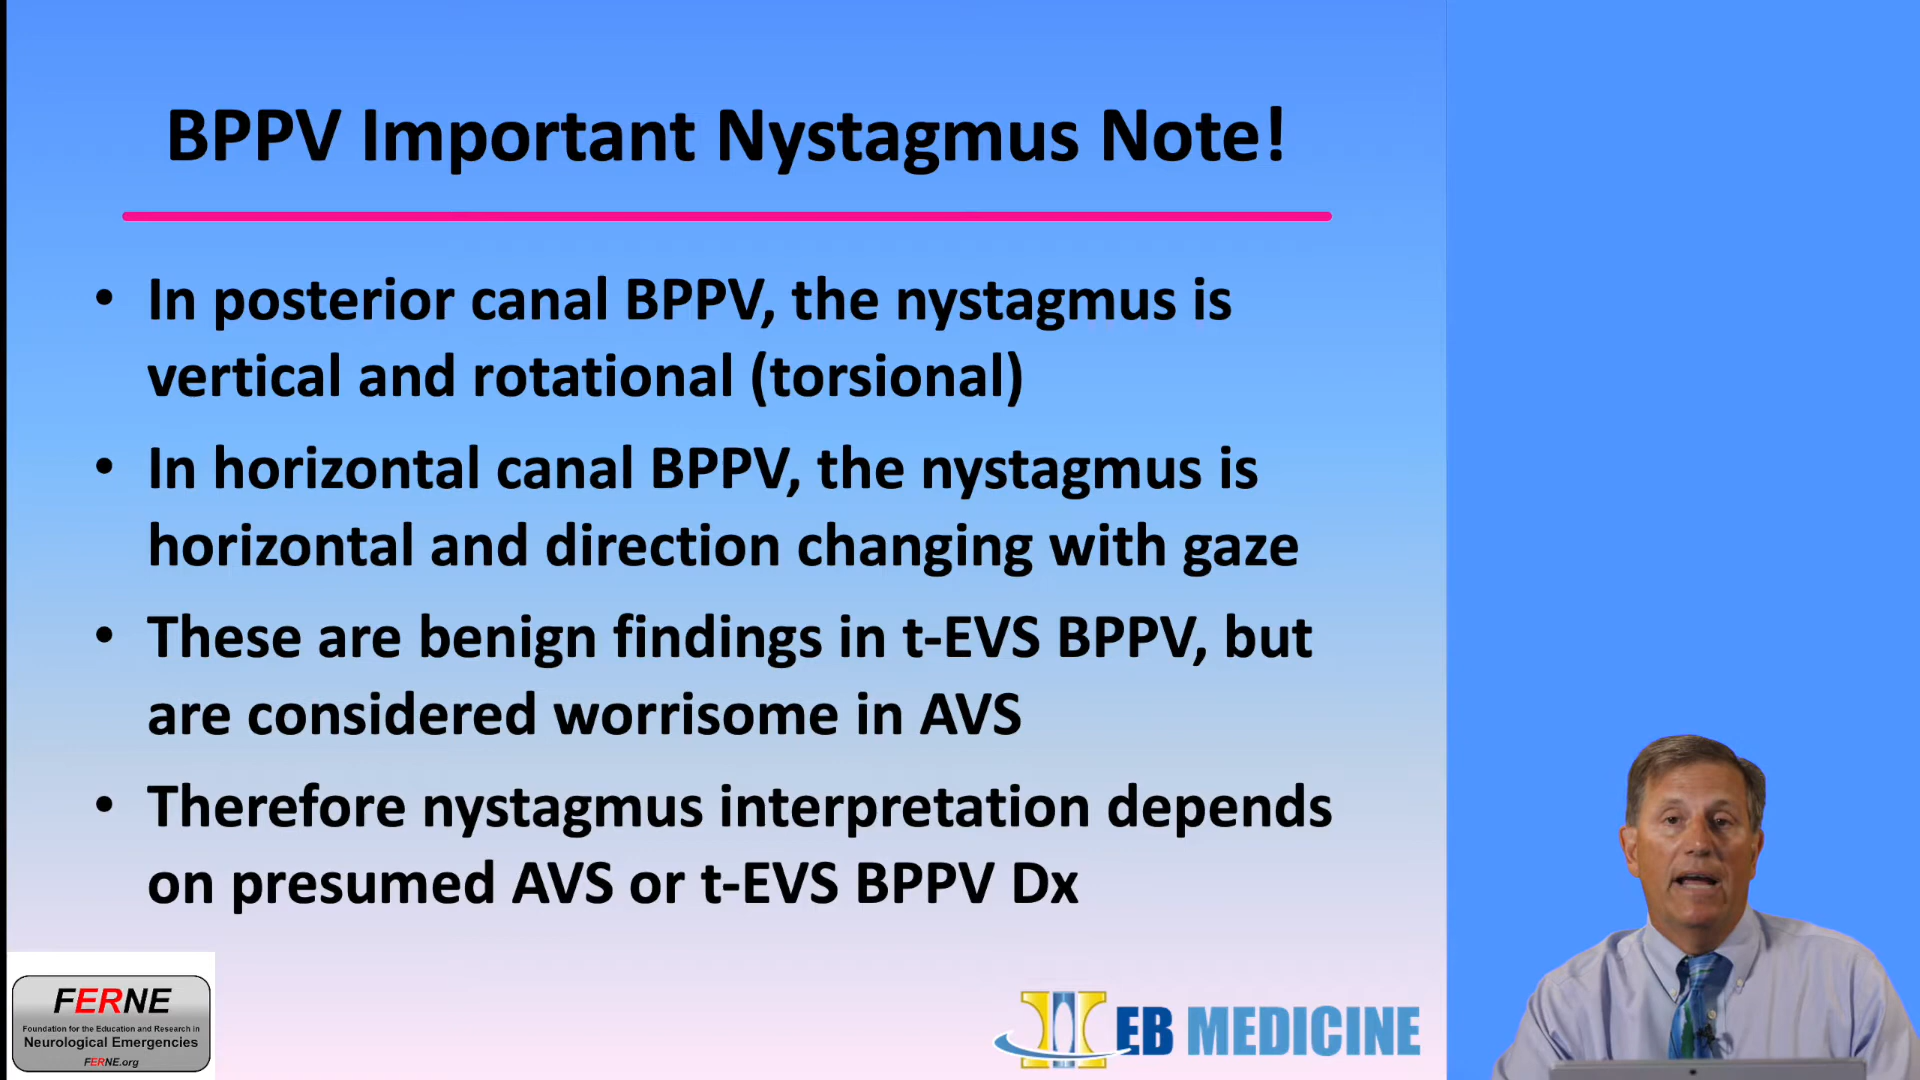 BPPV Important Nystagmus Note!
• In posterior canal BPPV, the nystagmus is
vertical and rotational (torsional)
• In horizontal canal BPPV, the nystagmus is
horizontal and direction changing with gaze
• These are benign findings in t-EVS BPPV, but
are considered worrisome in AVS
• Therefore nystagmus interpretation depends
on presumed AVS or t-EVS BPPV Dx
FERNE
Foundation for the Education and Research in
Neurological Emergencies
FERNE.org
EB MEDICINE